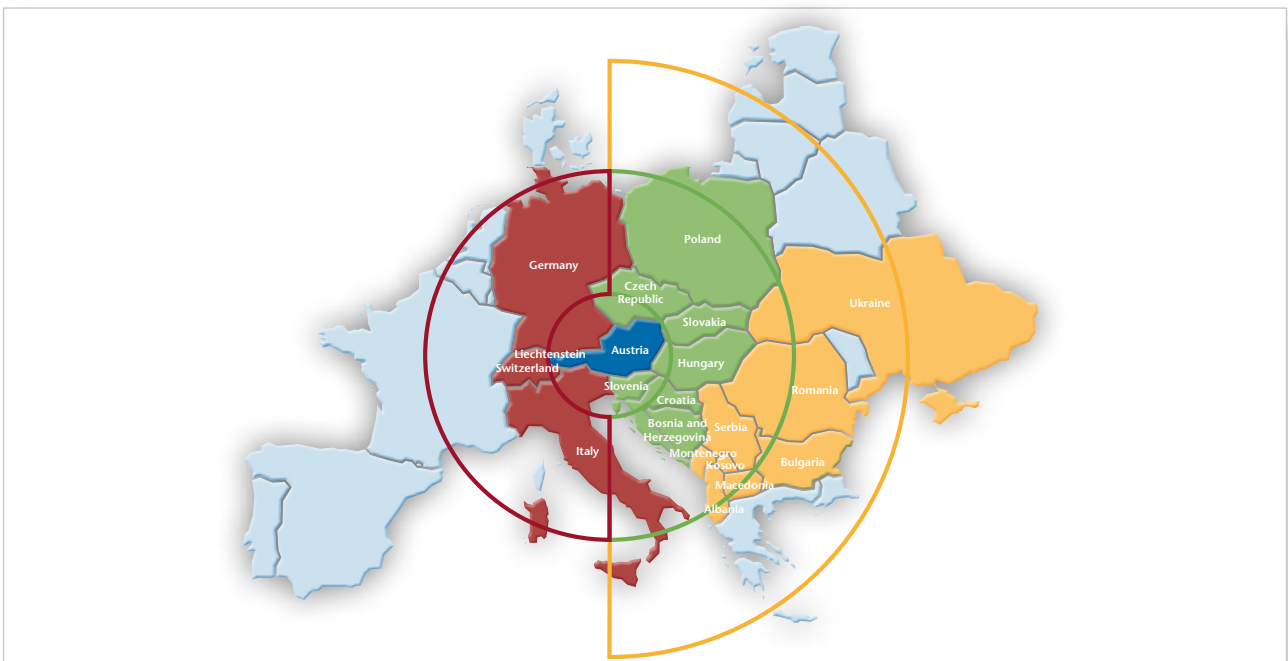 Poland
Germany
Czech
Republic
Ukraine
Slovakia
Austria
Liechtenstein
Switzerland
Hungary
Slovenia
Romania
Croatia
Bosnia and
Herzegovina
Serbia
Italy
Montenegro
Kosovo
Bulgaria
Macedonia
Albania